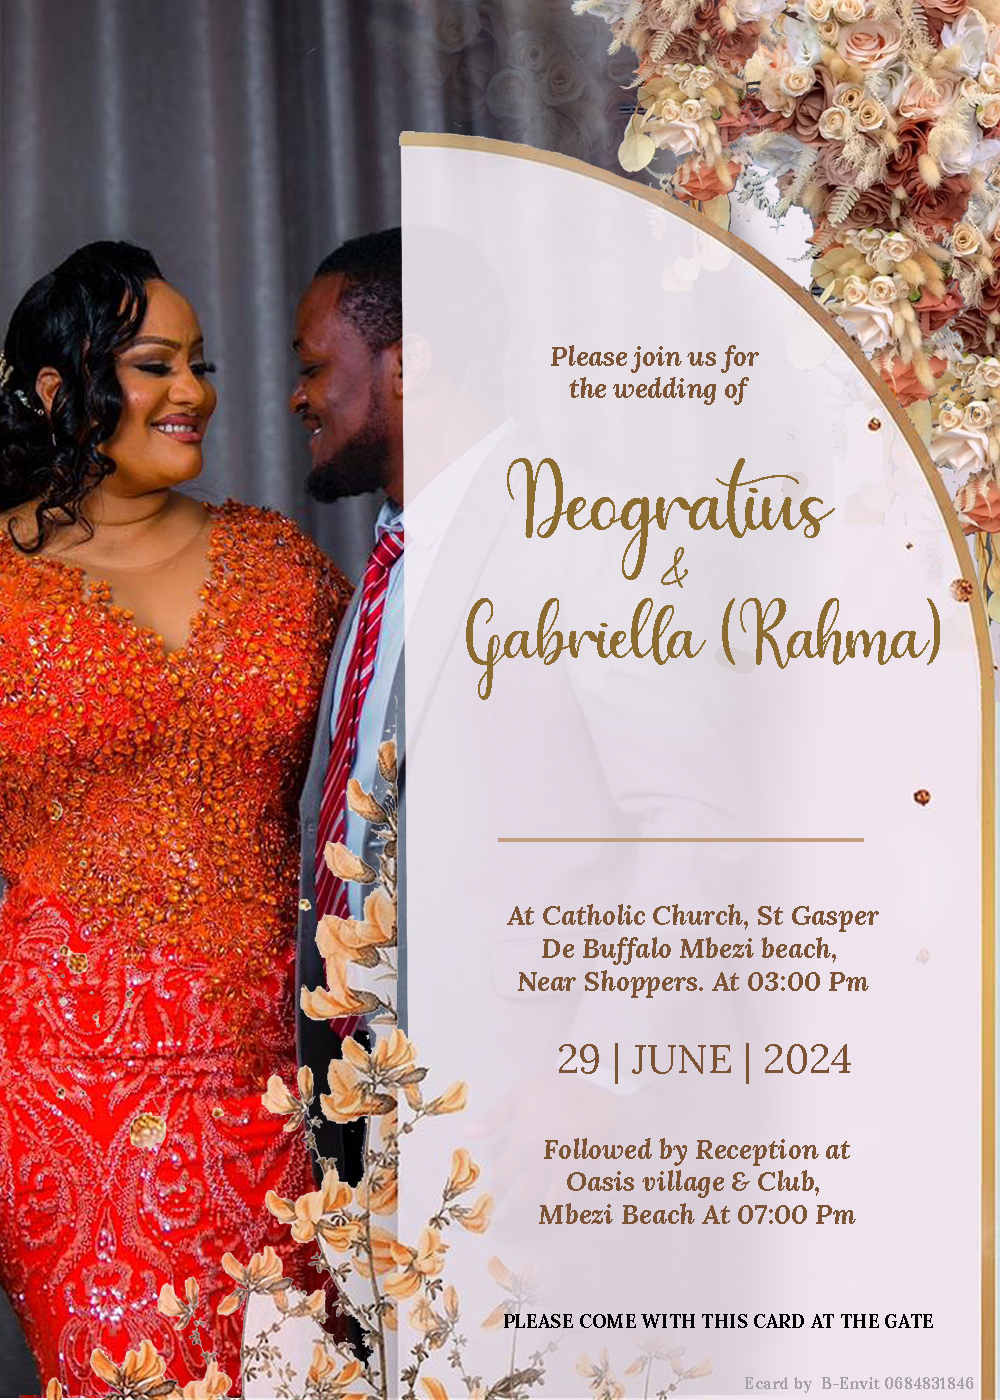 Please join us for
the wedding of
Deogratius
&
Gabriella (Rahma)
At Catholic Church, St Gasper
De Buffalo Mbezi beach,
Near Shoppers. At 03:00 Pm
29 | JUNE | 2024
Followed by Reception at
Oasis village & Club,
Mbezi Beach At 07:00 Pm
PLEASE COME WITH THIS CARD AT THE GATE
Ecard by B-Envit 0684831846